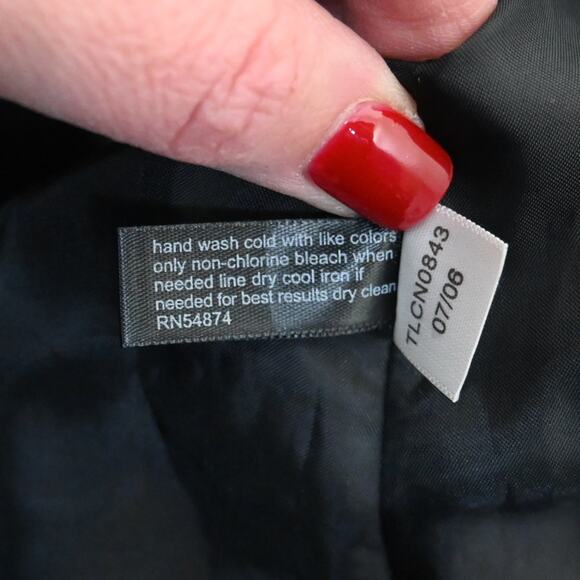 hand wash cold with like colors
only non-chlorine bleach when
needed line dry cool iron if
needed for best results dry clean
RN54874
TLCN0843
07/06